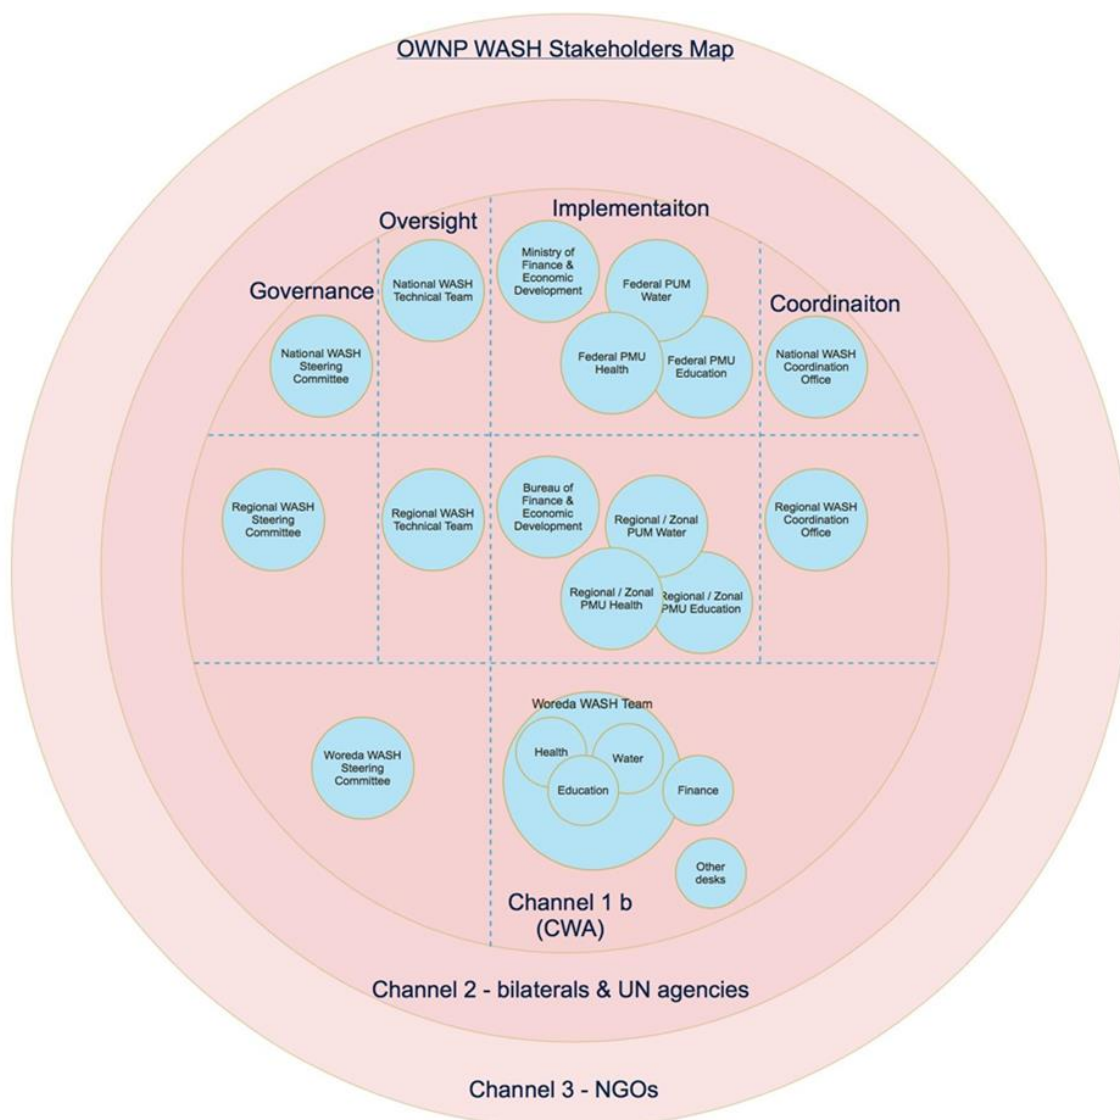 OWNP WASH Stakeholders Map
Implementaiton
Oversight
Governance
Coordinaiton
National WASH
Steering
Committee
National WASH
Technical Team
Ministry of
Finance &
Economic
Development
Federal PUM
Water
Federal PMU
Health
Federal PMU
Education
National WASH
Coordination
Office
Regional WASH
Steering
Committee
Regional WASH
Technical Team
Bureau of
Finance &
Economic
Development
Regional / Zonal
PUM Water
Regional / Zonal
PMU Health
Regional / Zonal
PMU Education
Regional WASH
Coordination
Office
Woreda WASH
Steering
Committee
Woreda WASH Team
Health
Water
Education
Finance
Other
desks
Channel 1 b
(CWA)
Channel 2 - bilaterals & UN agencies
Channel 3 - NGOs